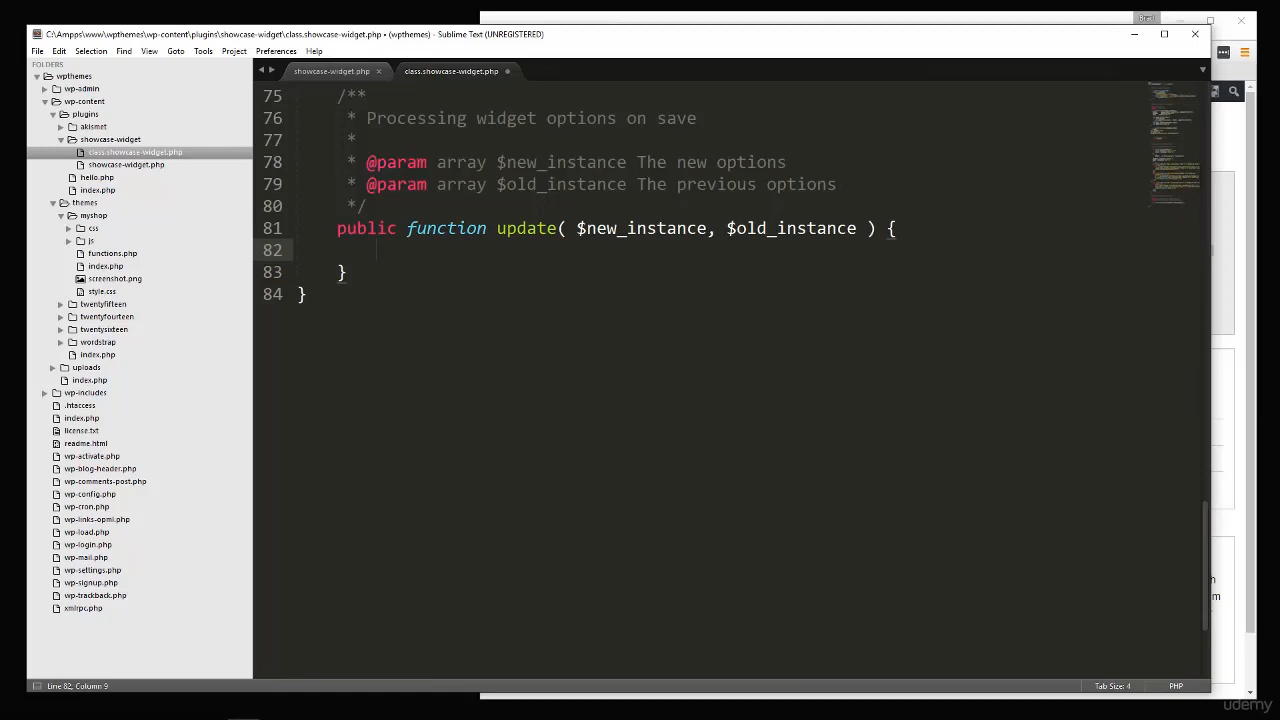 Brad
C:\Ampps\www\wpthemes\wp-content\plugins\showcase-widget\class.showcase-widget.php • (wpthemes) - Sublime Text (UNREGISTERED)
File Edit Selection Find View Goto Tools Project Preferences Help
FOLDERS
wpthemes
wp-admin
wp-content
plugins
akismet
showcase-widget
class.showcase-widget.php
showcase-widget.php
hello.php
index.php
themes
myshop
css
js
functions.php
index.php
screenshot.png
style.css
twentyfifteen
twentyfourteen
twentysixteen
wordstrap
index.php
uploads
index.php
wp-includes
.htaccess
index.php
license.txt
readme.html
wp-activate.php
wp-blog-header.php
wp-comments-post.php
wp-config.php
wp-cron.php
wp-links-opml.php
wp-load.php
wp-login.php
wp-mail.php
wp-settings.php
wp-signup.php
wp-trackback.php
xmlrpc.php
showcase-widget.php × class.showcase-widget.php •
75 /**
76 * Processing widget options on save
77 *
78 * @param array $new_instance The new options
79 * @param array $old_instance The previous options
80 */
81 public function update( $new_instance, $old_instance ) {
82
83 }
84 }
n
m
Line 82, Column 9 Tab Size: 4 PHP
udemy